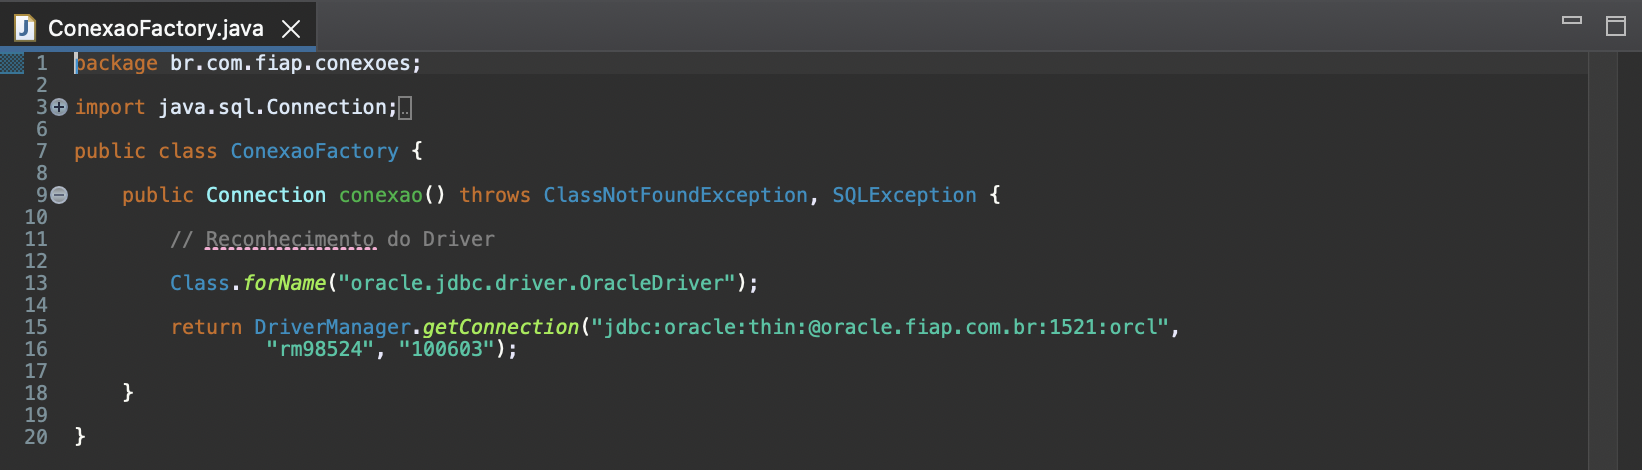 ConexaoFactory.java
1 package br.com.fiap.conexoes;
2
3 import java.sql.Connection;
6
7 public class ConexaoFactory {
8
9 public Connection conexao() throws ClassNotFoundException, SQLException {
10
11 // Reconhecimento do Driver
12
13 Class.forName("oracle.jdbc.driver.OracleDriver");
14
15 return DriverManager.getConnection("jdbc:oracle:thin:@oracle.fiap.com.br:1521:orcl",
16 "rm98524", "100603");
17
18 }
19
20 }